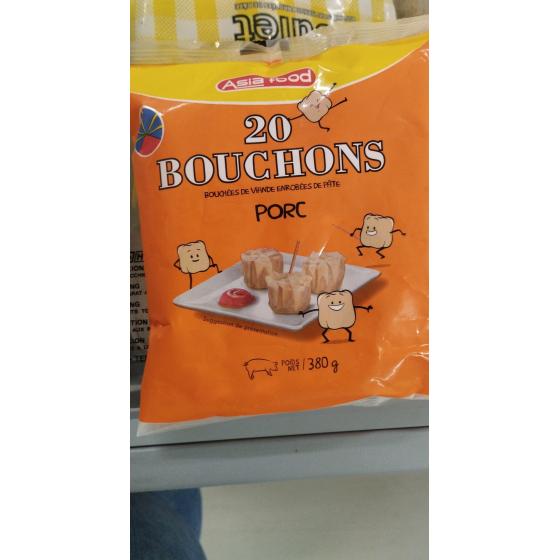 Asia food
20
BOUCHONS
BOUCHÉES DE VIANDE ENROBÉES DE PÂTE
PORC
Suggestion de présentation
POIDS
NET / 380 g